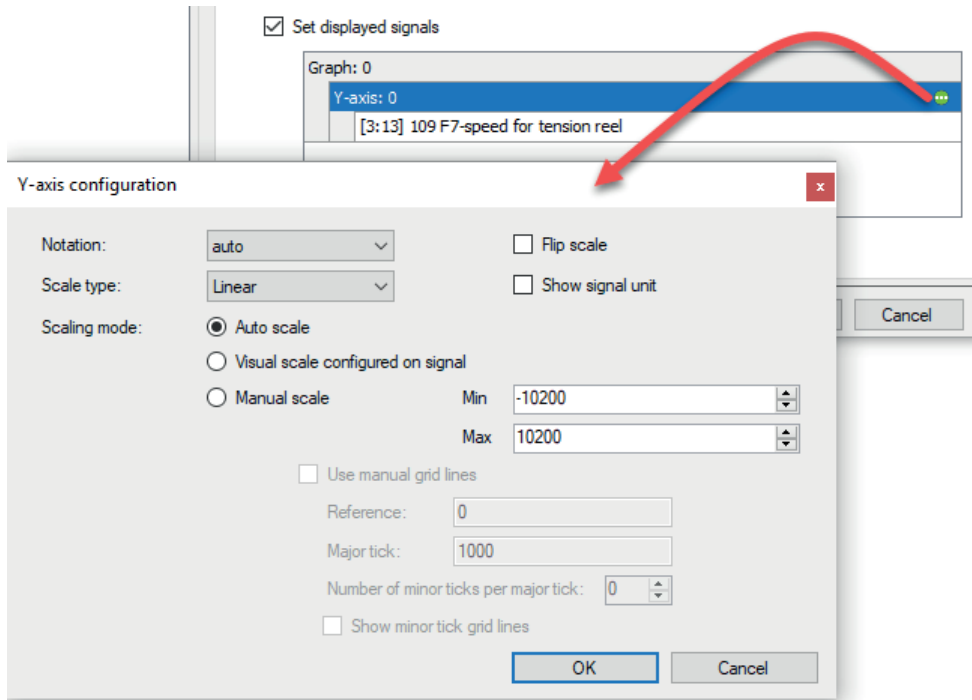 Set displayed signals
Graph: 0
Y-axis: 0
[3:13] 109 F7-speed for tension reel
Cancel
Y-axis configuration
x
Notation: auto Flip scale
Scale type: Linear Show signal unit
Scaling mode: Auto scale
Visual scale configured on signal
Manual scale Min -10200
Max 10200
Use manual grid lines
Reference: 0
Major tick: 1000
Number of minor ticks per major tick: 0
Show minor tick grid lines
OK Cancel